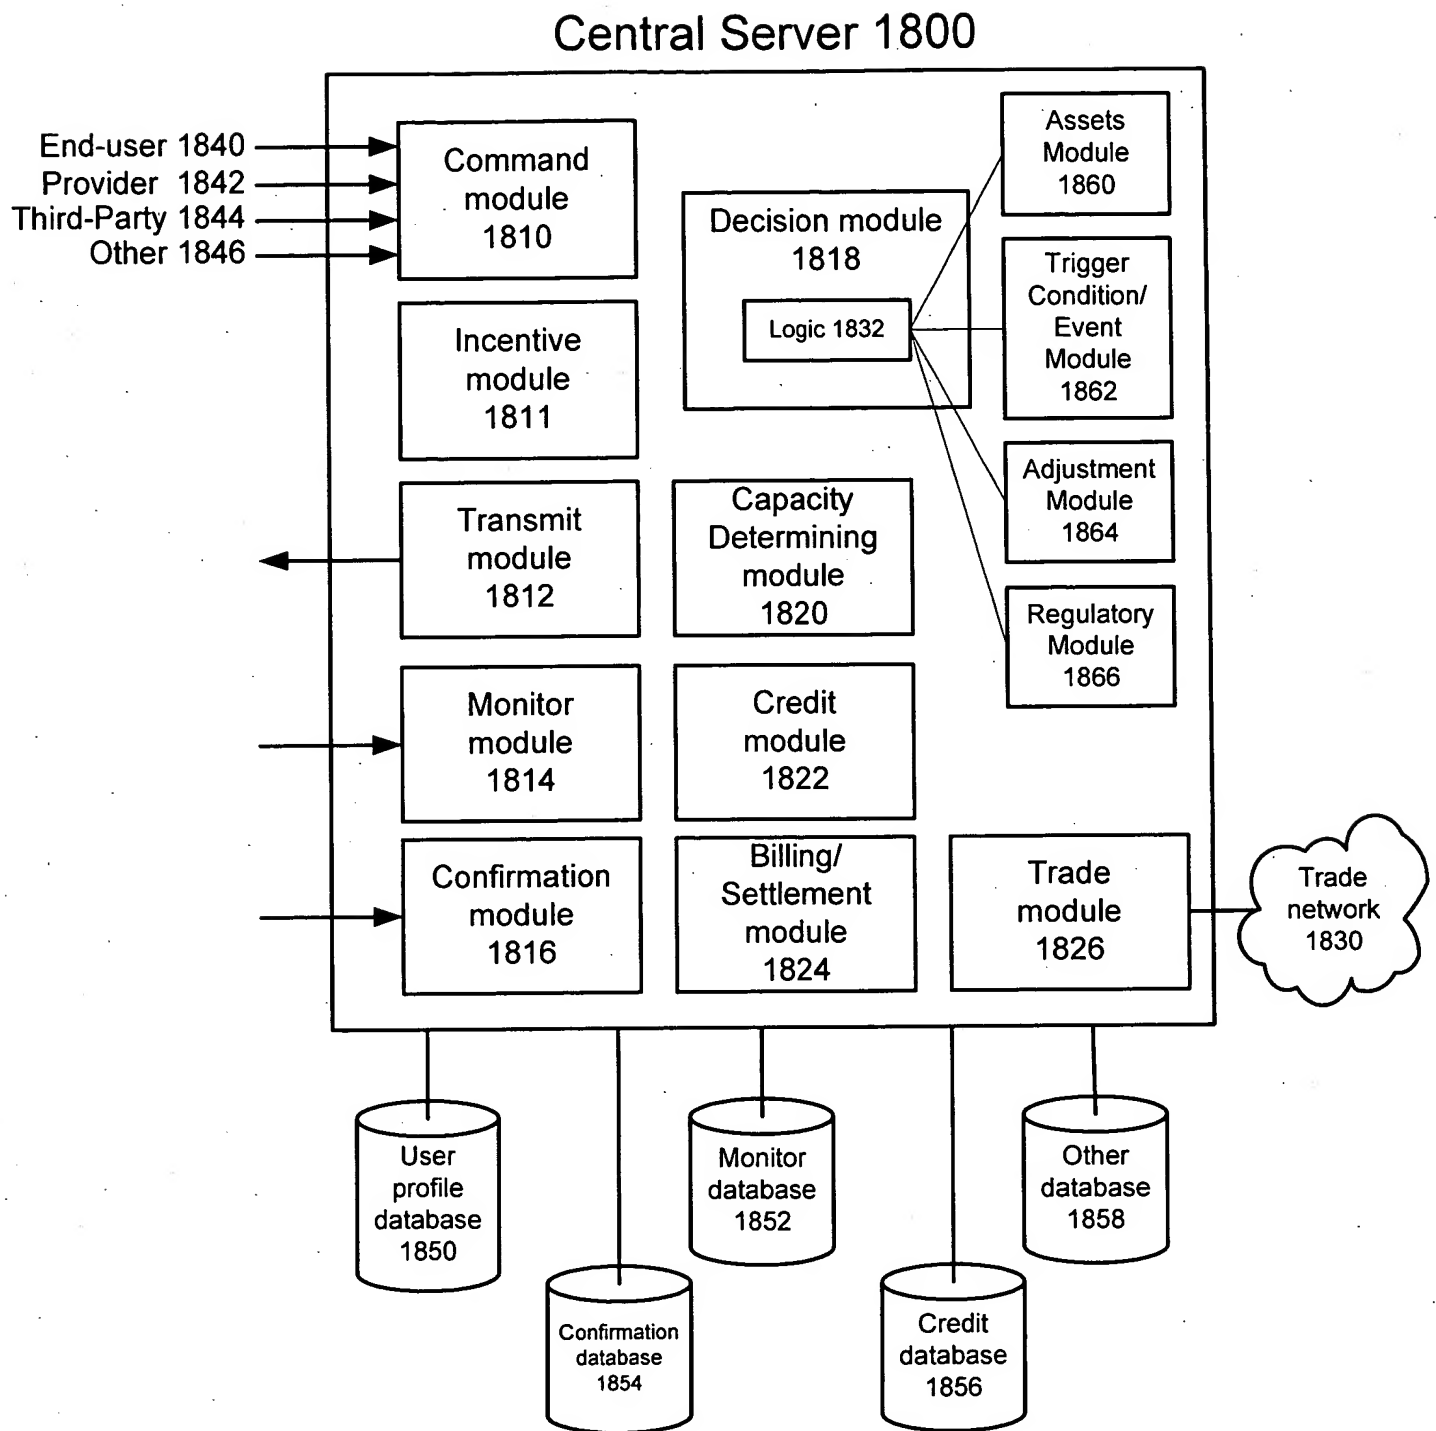 Central Server 1800
End-user 1840
Provider 1842
Third-Party 1844
Other 1846
Command
module
1810
Incentive
module
1811
Transmit
module
1812
Monitor
module
1814
Confirmation
module
1816
Decision module
1818
Logic 1832
Capacity
Determining
module
1820
Credit
module
1822
Billing/
Settlement
module
1824
Assets
Module
1860
Trigger
Condition/
Event
Module
1862
Adjustment
Module
1864
Regulatory
Module
1866
Trade
module
1826
Trade
network
1830
User
profile
database
1850
Confirmation
database
1854
Monitor
database
1852
Credit
database
1856
Other
database
1858